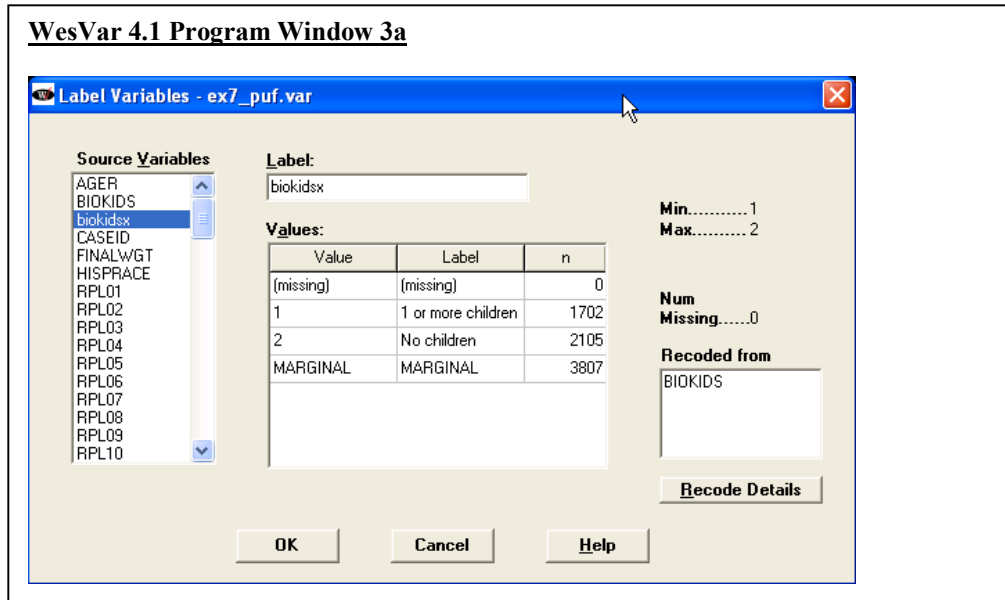 WesVar 4.1 Program Window 3a
Label Variables - ex7_puf.var
Source Variables
AGER
BIOKIDS
biokidsx
CASEID
FINALWGT
HISPRACE
RPL01
RPL02
RPL03
RPL04
RPL05
RPL06
RPL07
RPL08
RPL09
RPL10
Label:
biokidsx
Values:
Value Label n
(missing) (missing) 0
1 1 or more children 1702
2 No children 2105
MARGINAL MARGINAL 3807
Min...........1
Max.......... 2
Num
Missing......0
Recoded from
BIOKIDS
Recode Details
OK Cancel Help